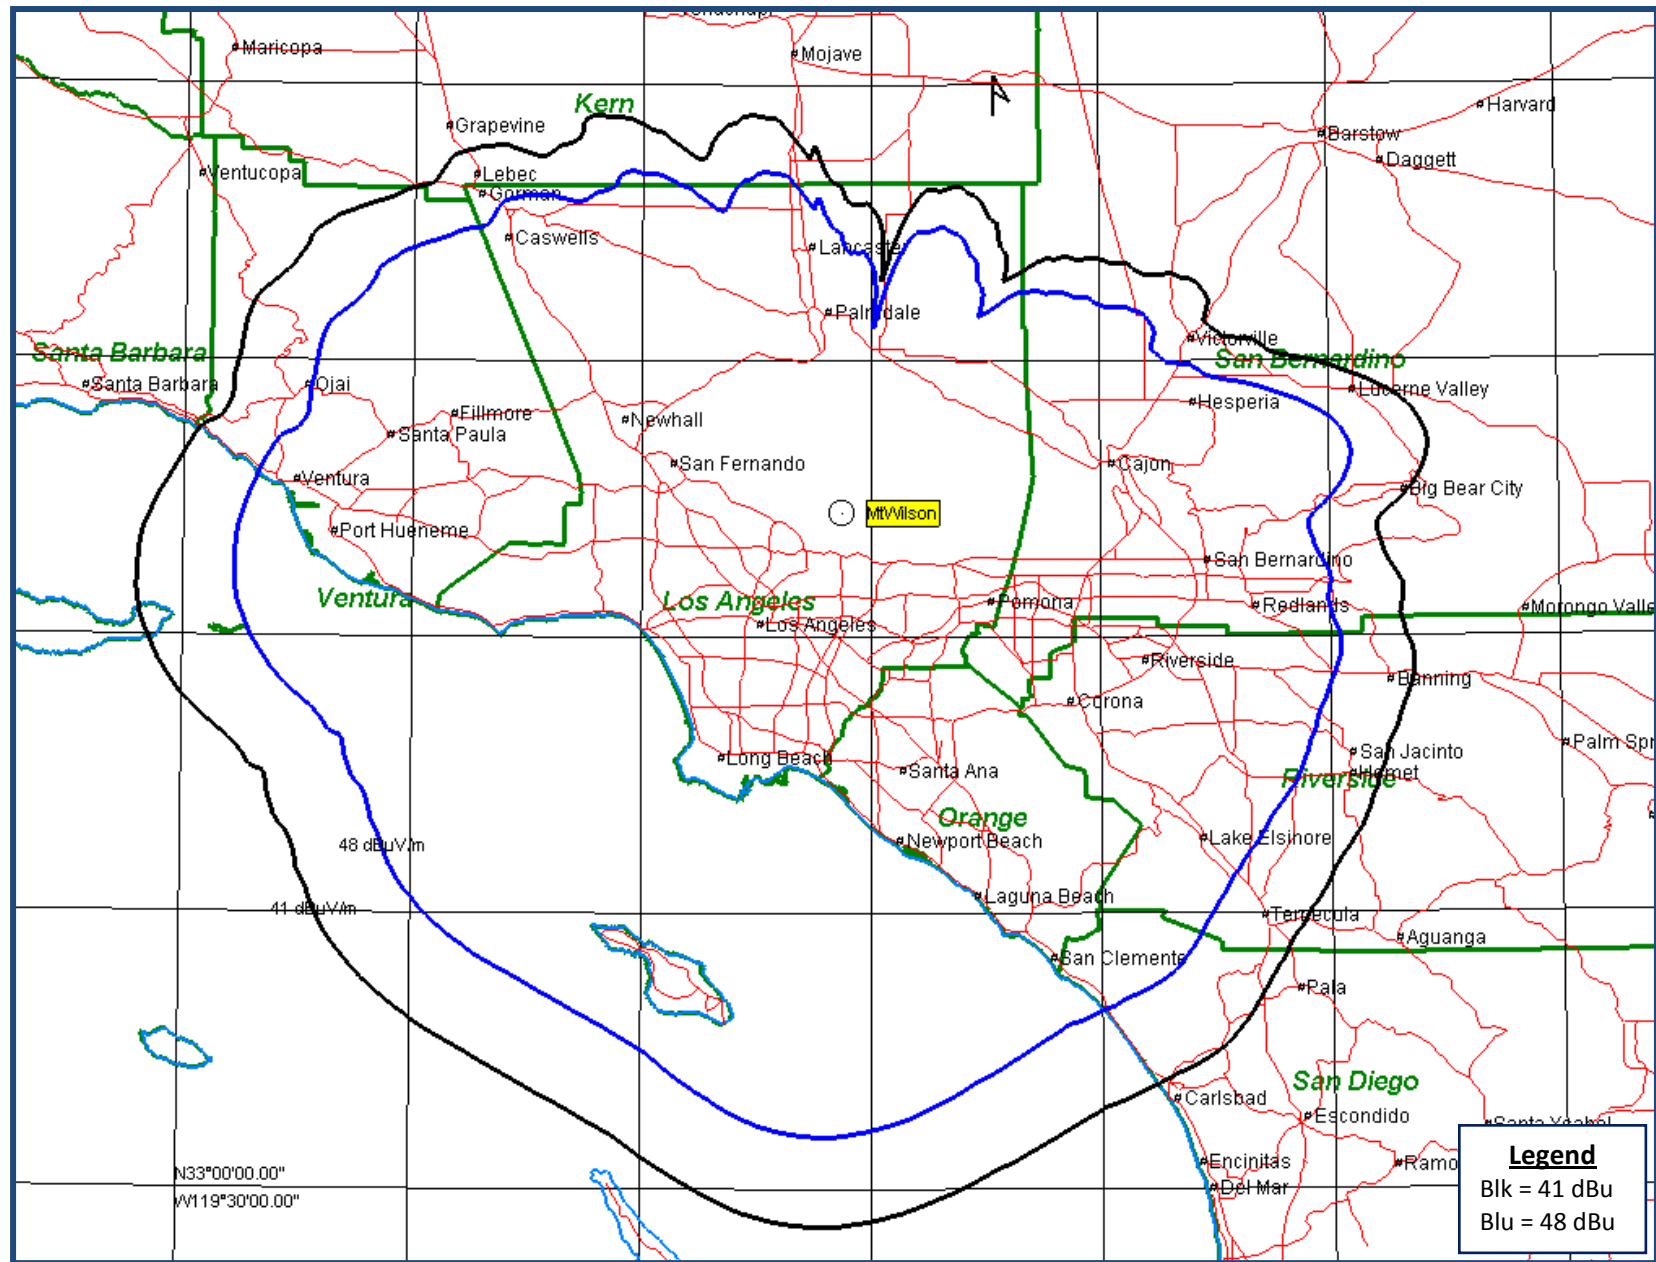 #Maricopa
#Mojave
Kern
#Harvard
#Grapevine
#Barstow
#Daggett
#Ventucopa
#Lebec
#Gorman
#Caswells
#Lancaster
#Palmdale
#Victorville
Santa Barbara
San Bernardino
#Santa Barbara
#Ojai
#Lucerne Valley
#Hesperia
#Fillmore
#Newhall
#Santa Paula
#San Fernando
#Cajon
#Ventura
#Big Bear City
MtWilson
#Port Hueneme
#San Bernardino
Ventura
Los Angeles
#Pomona
#Redlands
#Morongo Valle
#Los Angeles
#Riverside
#Banning
#Corona
#Palm Spr
#San Jacinto
#Long Beach
#Santa Ana
#Hemet
Riverside
Orange
#Newport Beach
#Lake Elsinore
48 dBuV/m
#Laguna Beach
41 dBuV/m
#Temecula
#Aguanga
#San Clemente
#Pala
San Diego
#Carlsbad
#Escondido
#Santa Ysabel
#Encinitas
#Ramo
#Del Mar
N33°00'00.00"
W119°30'00.00"
Legend
Blk = 41 dBu
Blu = 48 dBu